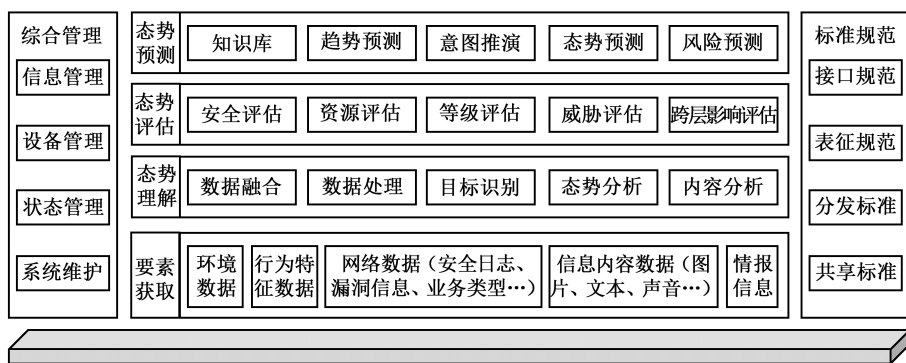 综合管理
信息管理
设备管理
状态管理
系统维护
态势
预测
知识库
趋势预测
意图推演
态势预测
风险预测
态势
评估
安全评估
资源评估
等级评估
威胁评估
跨层影响评估
态势
理解
数据融合
数据处理
目标识别
态势分析
内容分析
要素
获取
环境
数据
行为特
征数据
网络数据（安全日志、
漏洞信息、业务类型…）
信息内容数据（图
片、文本、声音…）
情报
信息
标准规范
接口规范
表征规范
分发标准
共享标准